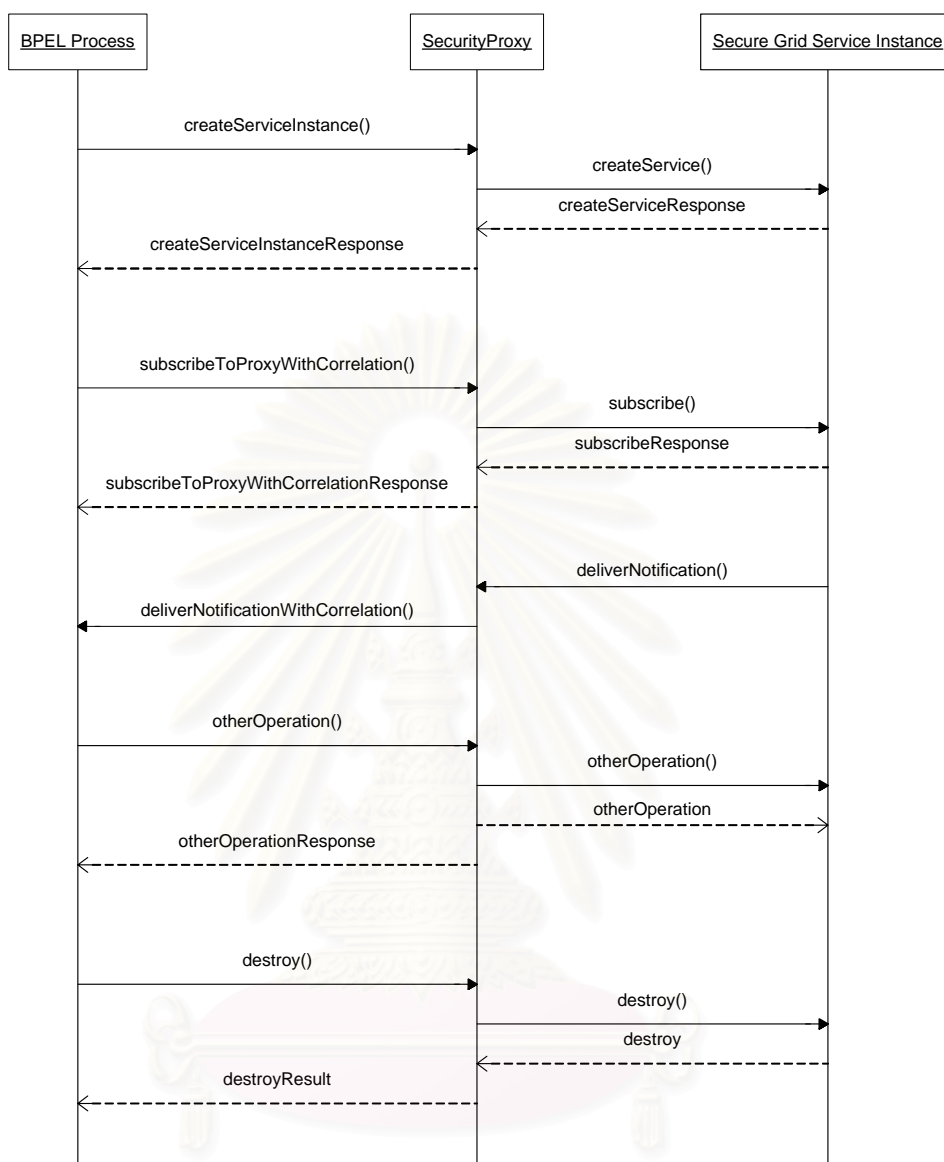 BPEL Process
SecurityProxy
Secure Grid Service Instance
createServiceInstance()
createService()
createServiceResponse
createServiceInstanceResponse
subscribeToProxyWithCorrelation()
subscribe()
subscribeResponse
subscribeToProxyWithCorrelationResponse
deliverNotification()
deliverNotificationWithCorrelation()
otherOperation()
otherOperation()
otherOperation
otherOperationResponse
destroy()
destroy()
destroy
destroyResult